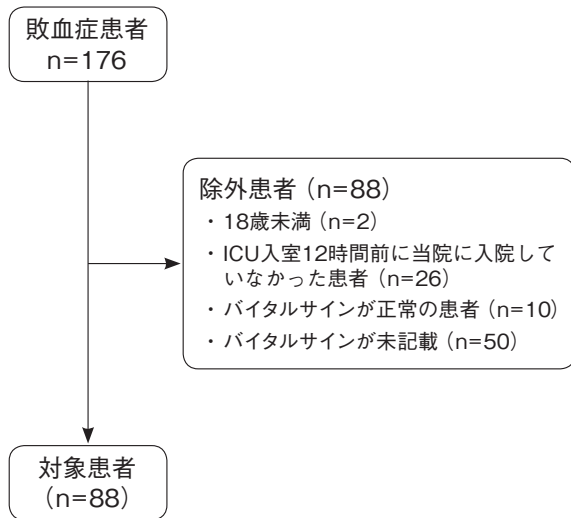 敗血症患者
n=176
除外患者（n=88）
・18歳未満（n=2）
・ICU入室12時間前に当院に入院して
いなかった患者（n=26）
・バイタルサインが正常の患者（n=10）
・バイタルサインが未記載（n=50）
対象患者
（n=88）